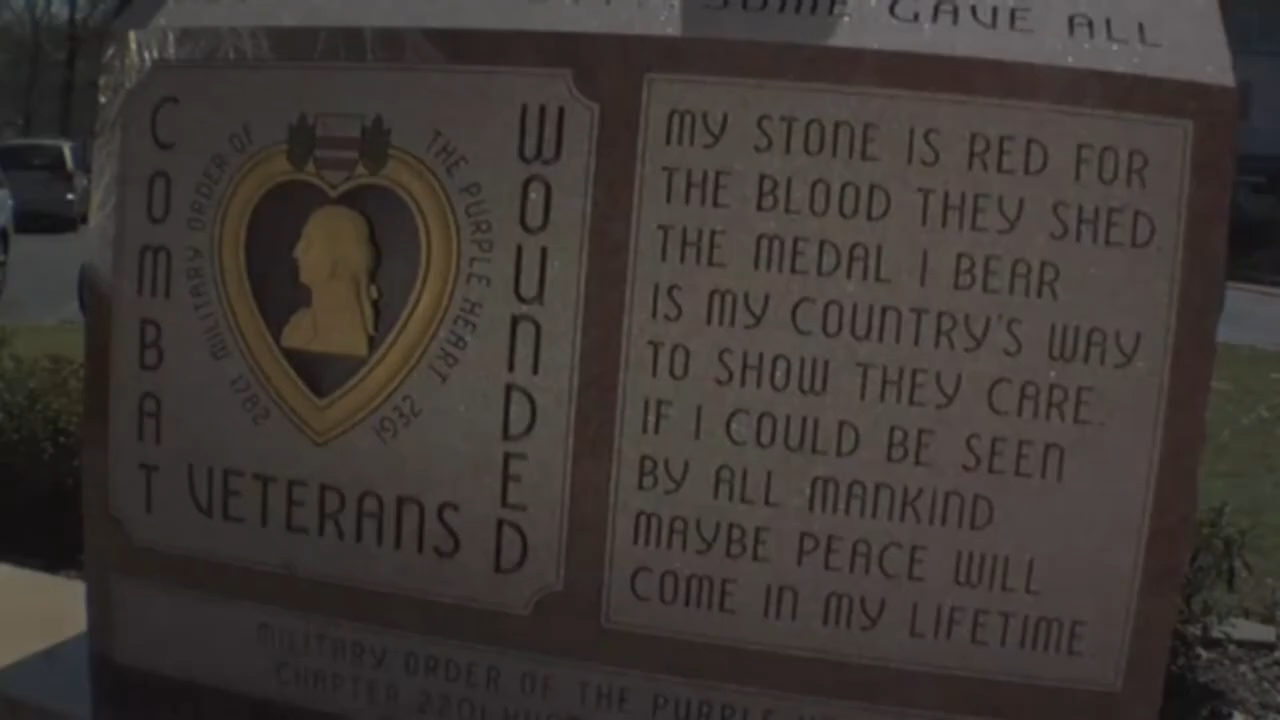 SOME GAVE ALL
COMBAT
WOUNDED
VETERANS
MILITARY ORDER OF
THE PURPLE HEART
1782
1932
MY STONE IS RED FOR
THE BLOOD THEY SHED.
THE MEDAL I BEAR
IS MY COUNTRY'S WAY
TO SHOW THEY CARE.
IF I COULD BE SEEN
BY ALL MANKIND
MAYBE PEACE WILL
COME IN MY LIFETIME.
MILITARY ORDER OF THE PURPLE
CHAPTER